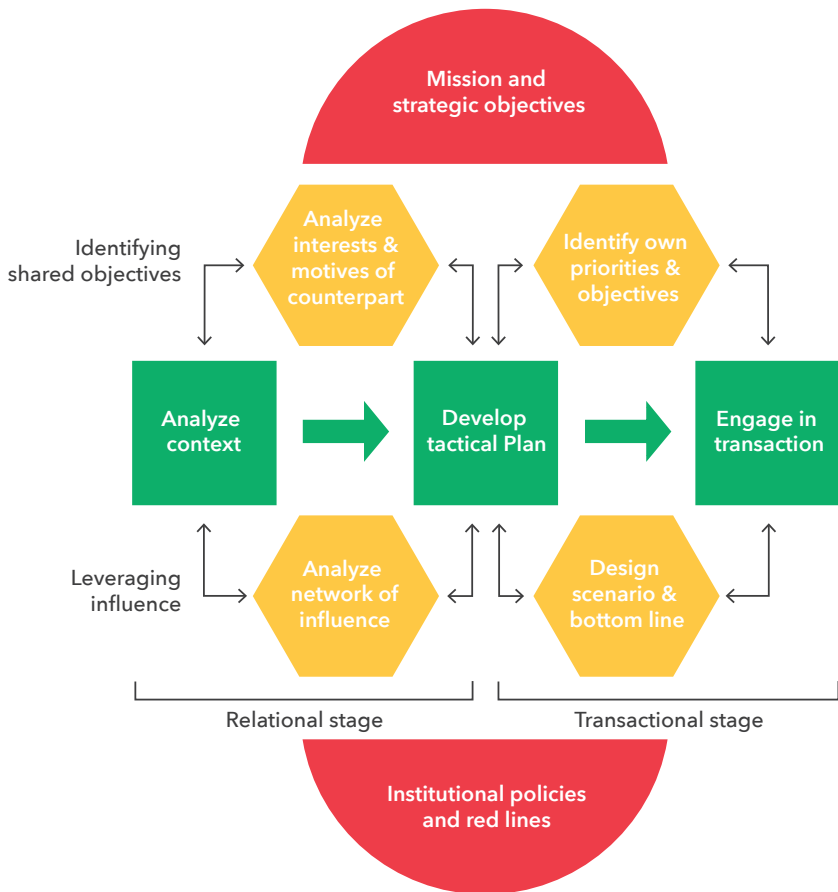 Mission and
strategic objectives
Identifying
shared objectives
Analyze
interests &
motives of
counterpart
Identify own
priorities &
objectives
Analyze
context
Develop
tactical Plan
Engage in
transaction
Leveraging
influence
Analyze
network of
influence
Design
scenario &
bottom line
Relational stage
Transactional stage
Institutional policies
and red lines